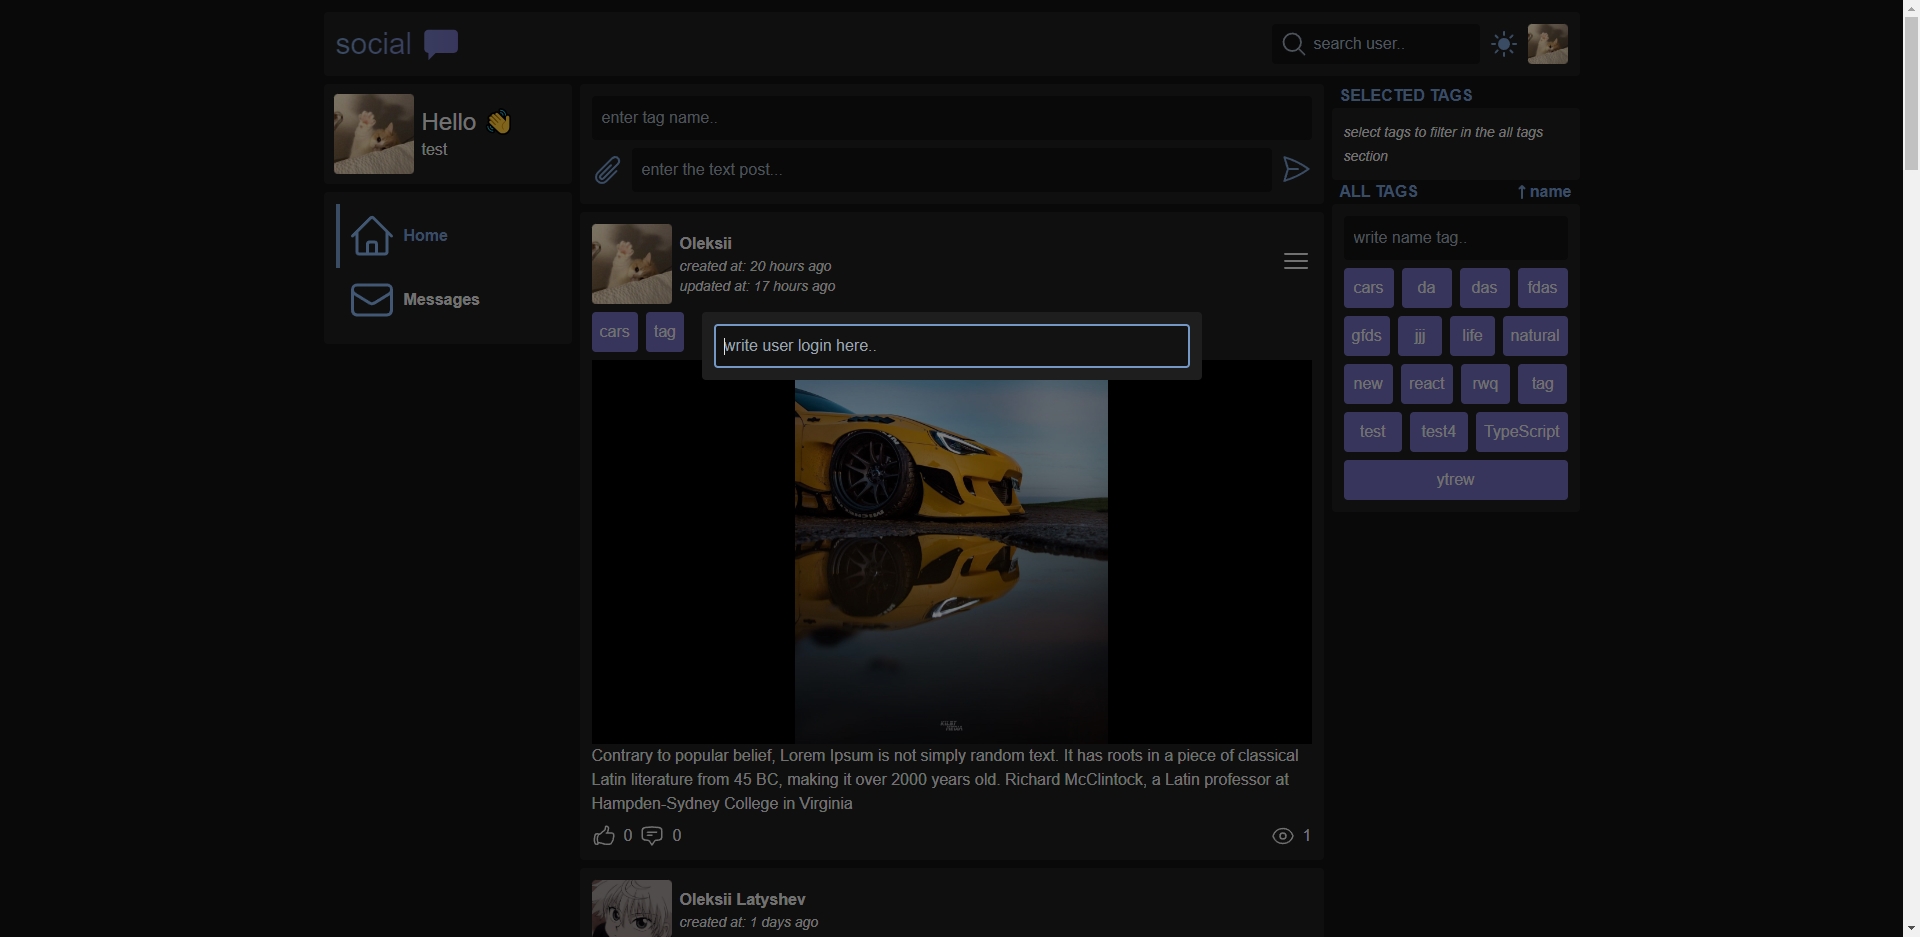 social
search user..
Hello 👋
test
Home
Messages
enter tag name..
enter the text post...
Oleksii
created at: 20 hours ago
updated at: 17 hours ago
cars tag
write user login here..
Contrary to popular belief, Lorem Ipsum is not simply random text. It has roots in a piece of classical
Latin literature from 45 BC, making it over 2000 years old. Richard McClintock, a Latin professor at
Hampden-Sydney College in Virginia
0 0 1
Oleksii Latyshev
created at: 1 days ago
SELECTED TAGS
select tags to filter in the all tags
section
ALL TAGS ↑ name
write name tag..
cars da das fdas
gfds jjj life natural
new react rwq tag
test test4 TypeScript
ytrew